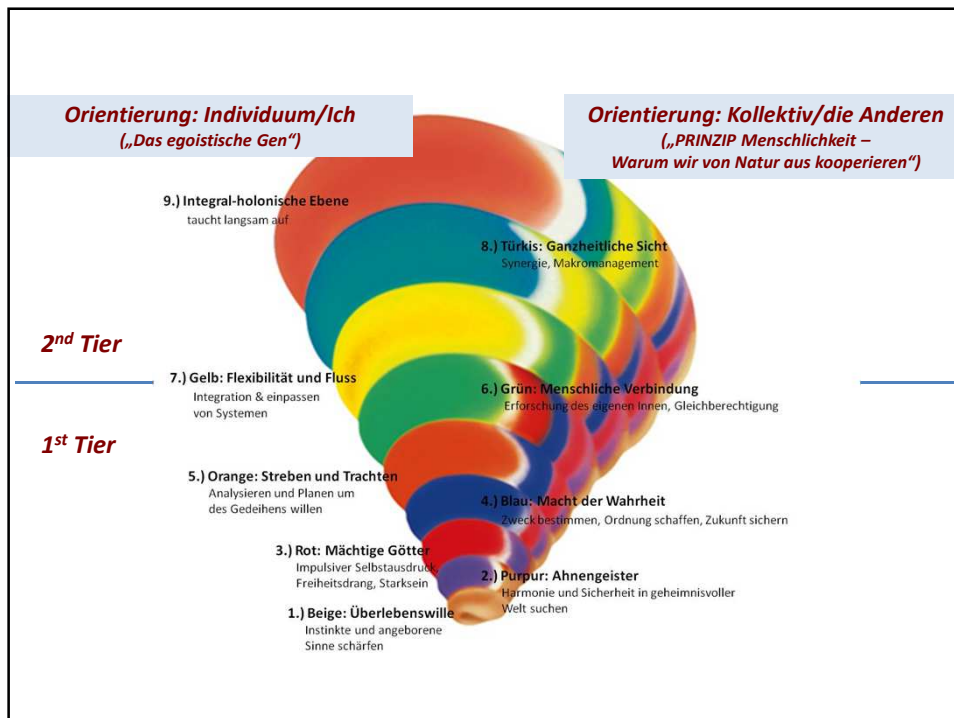 Orientierung: Individuum/Ich
(„Das egoistische Gen“)
Orientierung: Kollektiv/die Anderen
(„PRINZIP Menschlichkeit –
Warum wir von Natur aus kooperieren“)
9.) Integral-holonische Ebene
taucht langsam auf
8.) Türkis: Ganzheitliche Sicht
Synergie, Makromanagement
2nd Tier
7.) Gelb: Flexibilität und Fluss
Integration & einpassen
von Systemen
6.) Grün: Menschliche Verbindung
Erforschung des eigenen Innen, Gleichberechtigung
1st Tier
5.) Orange: Streben und Trachten
Analysieren und Planen um
des Gedeihens willen
4.) Blau: Macht der Wahrheit
Zweck bestimmen, Ordnung schaffen, Zukunft sichern
3.) Rot: Mächtige Götter
Impulsiver Selbstausdruck,
Freiheitsdrang, Starksein
2.) Purpur: Ahnengeister
Harmonie und Sicherheit in geheimnisvoller
Welt suchen
1.) Beige: Überlebenswille
Instinkte und angeborene
Sinne schärfen